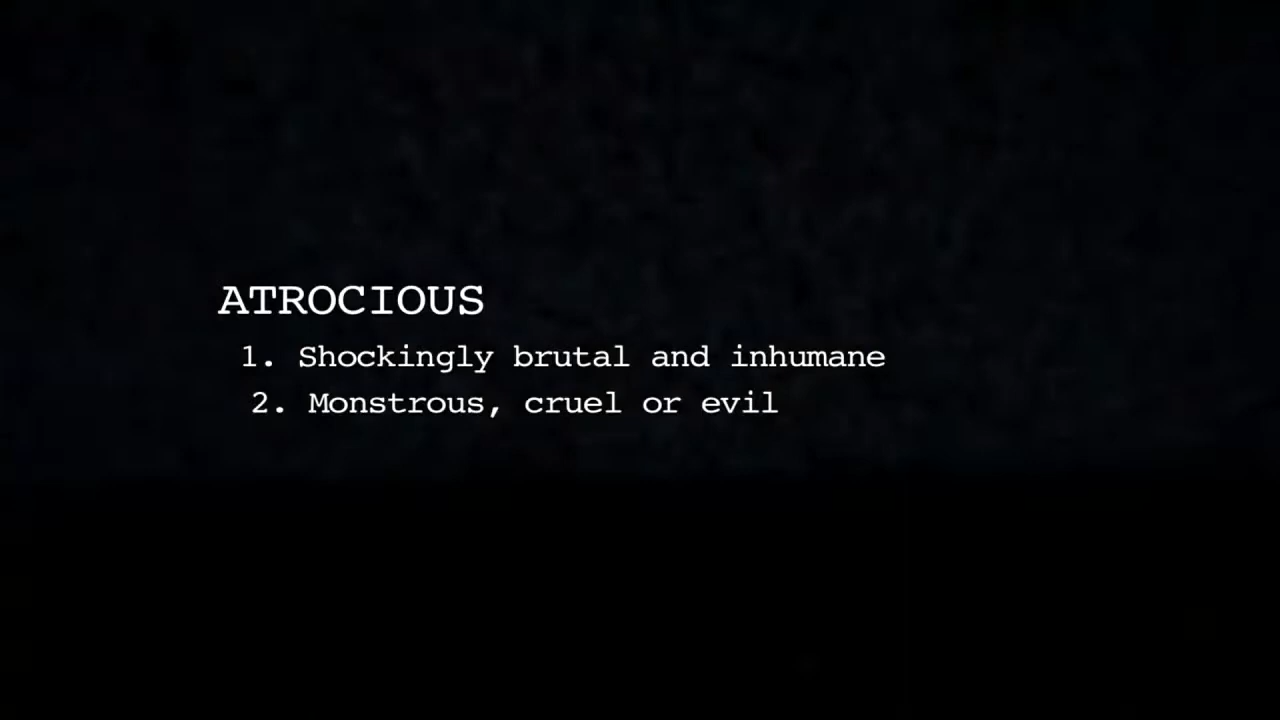 ATROCIOUS
1. Shockingly brutal and inhumane
2. Monstrous, cruel or evil